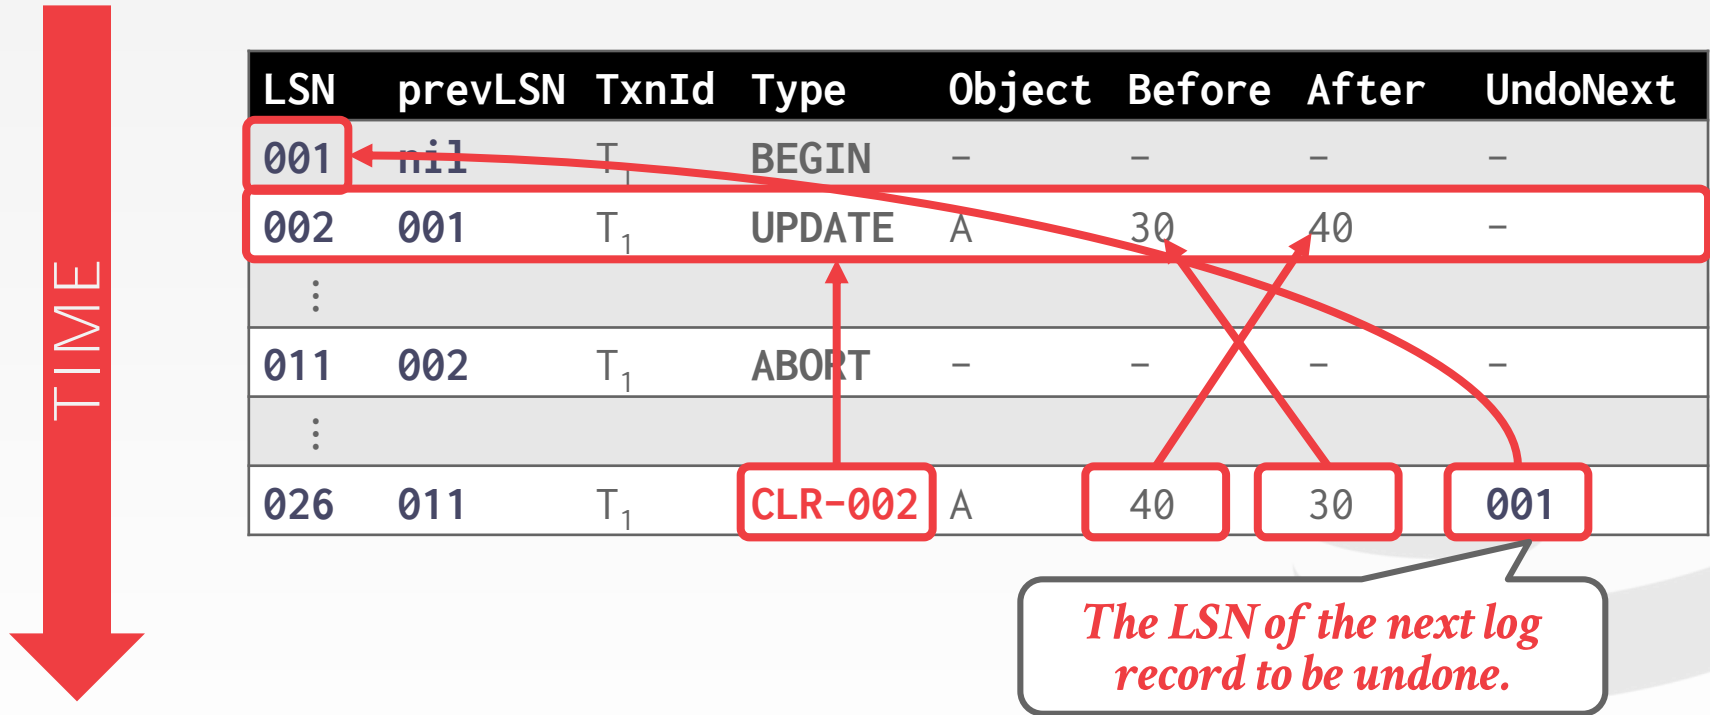 TIME
LSN prevLSN TxnId Type Object Before After UndoNext
001 nil T1 BEGIN - - - -
002 001 T1 UPDATE A 30 40 -
⋮
011 002 T1 ABORT - - - -
⋮
026 011 T1 CLR-002 A 40 30 001
The LSN of the next log
record to be undone.